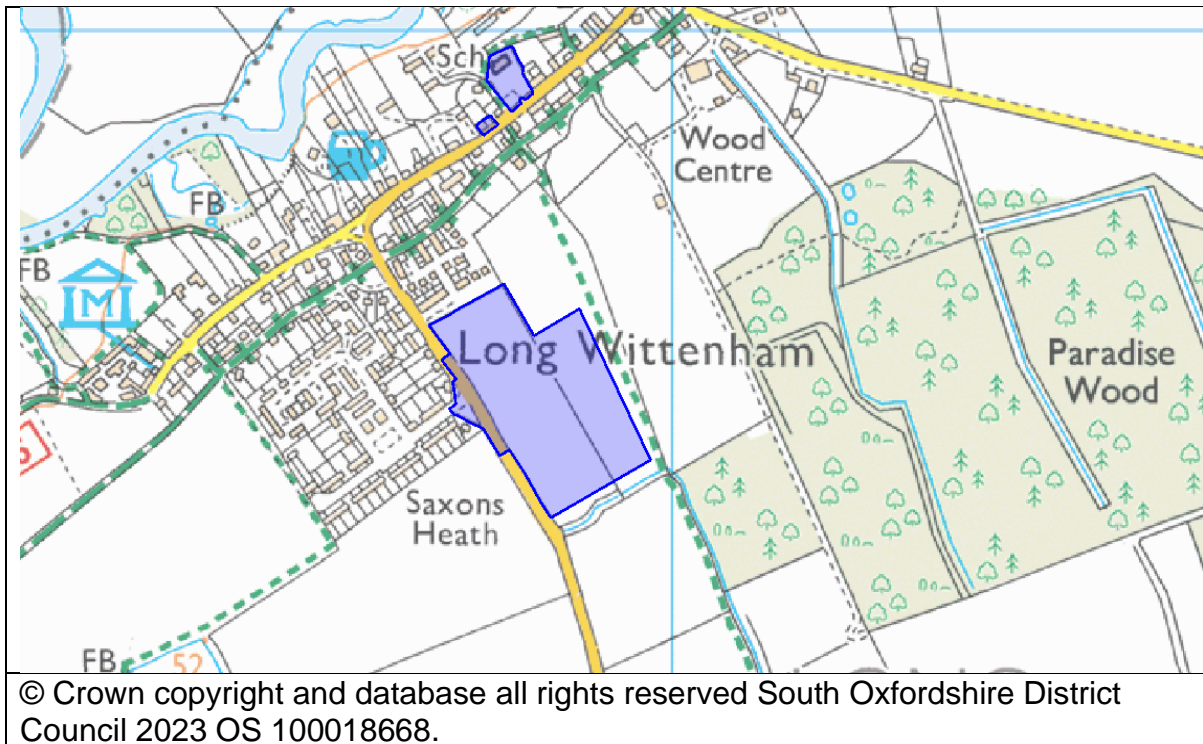 Sch
Wood
Centre
FB
FB
M
Long Wittenham
Paradise
Wood
Saxons
Heath
FB
52
© Crown copyright and database all rights reserved South Oxfordshire District
Council 2023 OS 100018668.